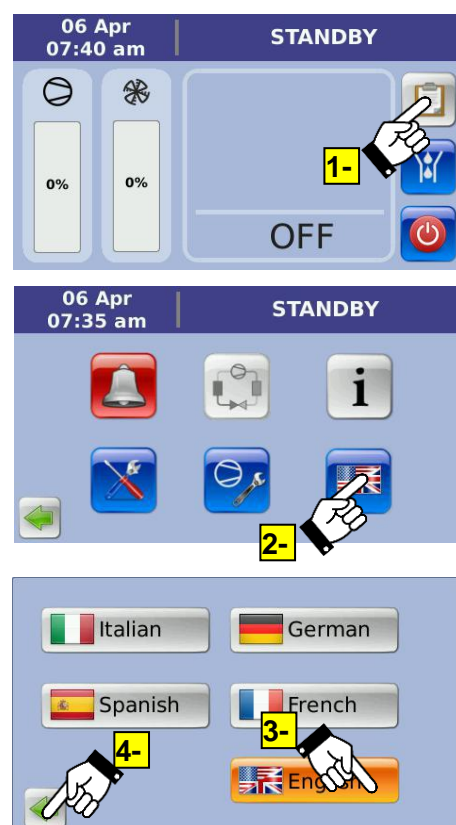 06 Apr
07:40 am
STANDBY
0%
0%
1-
OFF
06 Apr
07:35 am
STANDBY
i
2-
Italian
German
Spanish
French
3-
4-
English